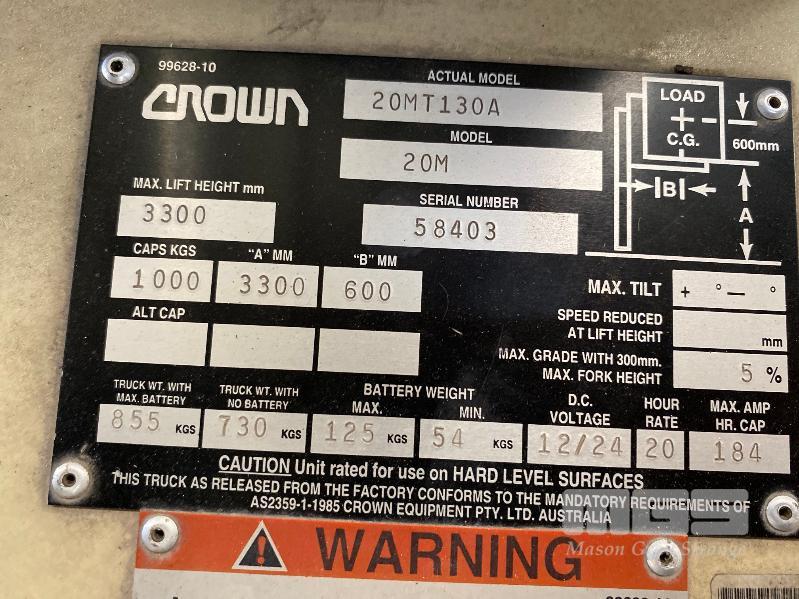 99628-10
CROWN
ACTUAL MODEL
20MT130A
MODEL
20M
LOAD
C.G.
600mm
B
A
MAX. LIFT HEIGHT mm
3300
SERIAL NUMBER
58403
CAPS KGS "A" MM "B" MM
1000 3300 600
ALT CAP
MAX. TILT + ° — °
SPEED REDUCED
AT LIFT HEIGHT mm
MAX. GRADE WITH 300mm.
MAX. FORK HEIGHT 5 %
TRUCK WT. WITH
MAX. BATTERY
855 KGS
TRUCK WT. WITH
NO BATTERY
730 KGS
BATTERY WEIGHT
MAX. MIN.
125 KGS 54 KGS
D.C.
VOLTAGE
12/24
HOUR
RATE
20
MAX. AMP
HR. CAP
184
CAUTION Unit rated for use on HARD LEVEL SURFACES
THIS TRUCK AS RELEASED FROM THE FACTORY CONFORMS TO THE MANDATORY REQUIREMENTS OF
AS2359-1-1985 CROWN EQUIPMENT PTY. LTD. AUSTRALIA
MGS
Mason Gray Strange
WARNING